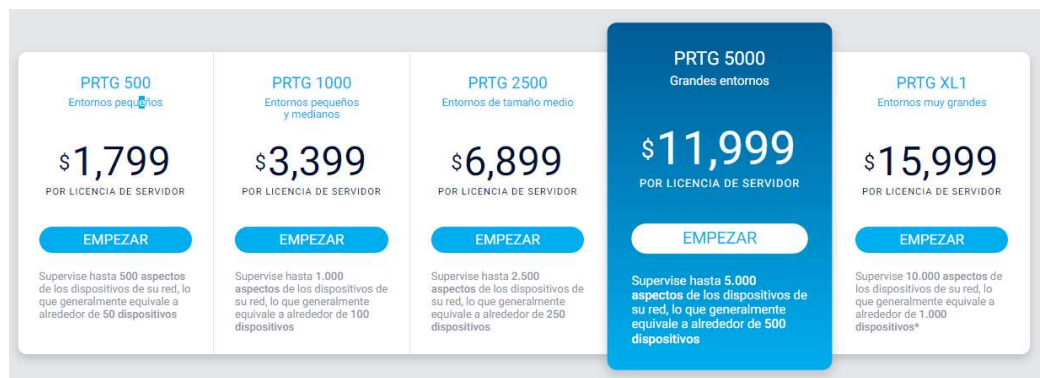 PRTG 500
Entornos pequeños
$1,799
POR LICENCIA DE SERVIDOR
EMPEZAR
Supervise hasta 500 aspectos
de los dispositivos de su red, lo
que generalmente equivale a
alrededor de 50 dispositivos
PRTG 1000
Entornos pequeños
y medianos
$3,399
POR LICENCIA DE SERVIDOR
EMPEZAR
Supervise hasta 1.000
aspectos de los dispositivos de
su red, lo que generalmente
equivale a alrededor de 100
dispositivos
PRTG 2500
Entornos de tamaño medio
$6,899
POR LICENCIA DE SERVIDOR
EMPEZAR
Supervise hasta 2.500
aspectos de los dispositivos de
su red, lo que generalmente
equivale a alrededor de 250
dispositivos
PRTG 5000
Grandes entornos
$11,999
POR LICENCIA DE SERVIDOR
EMPEZAR
Supervise hasta 5.000
aspectos de los dispositivos de
su red, lo que generalmente
equivale a alrededor de 500
dispositivos
PRTG XL1
Entornos muy grandes
$15,999
POR LICENCIA DE SERVIDOR
EMPEZAR
Supervise 10.000 aspectos de
los dispositivos de su red, lo
que generalmente equivale a
alrededor de 1.000
dispositivos*